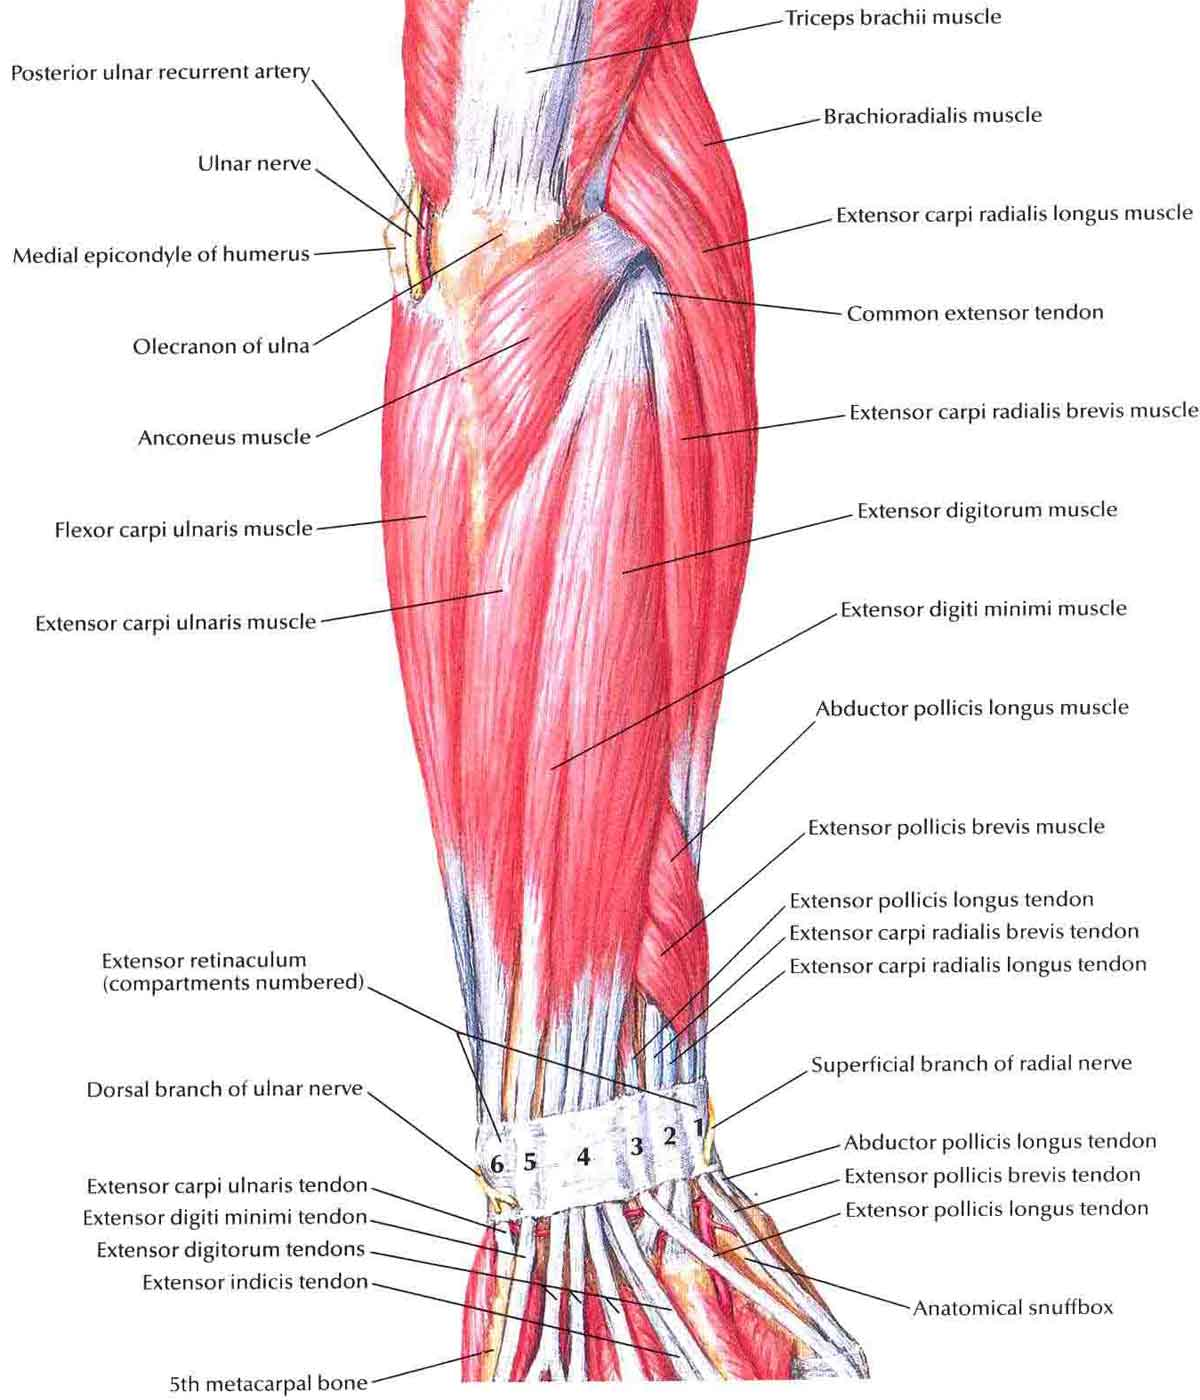 Triceps brachii muscle
Posterior ulnar recurrent artery
Brachioradialis muscle
Ulnar nerve
Extensor carpi radialis longus muscle
Medial epicondyle of humerus
Common extensor tendon
Olecranon of ulna
Extensor carpi radialis brevis muscle
Anconeus muscle
Extensor digitorum muscle
Flexor carpi ulnaris muscle
Extensor digiti minimi muscle
Extensor carpi ulnaris muscle
Abductor pollicis longus muscle
Extensor pollicis brevis muscle
Extensor pollicis longus tendon
Extensor carpi radialis brevis tendon
Extensor carpi radialis longus tendon
Extensor retinaculum
(compartments numbered)
Superficial branch of radial nerve
Dorsal branch of ulnar nerve
6 5 4 3 2 1
Abductor pollicis longus tendon
Extensor pollicis brevis tendon
Extensor pollicis longus tendon
Extensor carpi ulnaris tendon
Extensor digiti minimi tendon
Extensor digitorum tendons
Extensor indicis tendon
Anatomical snuffbox
5th metacarpal bone